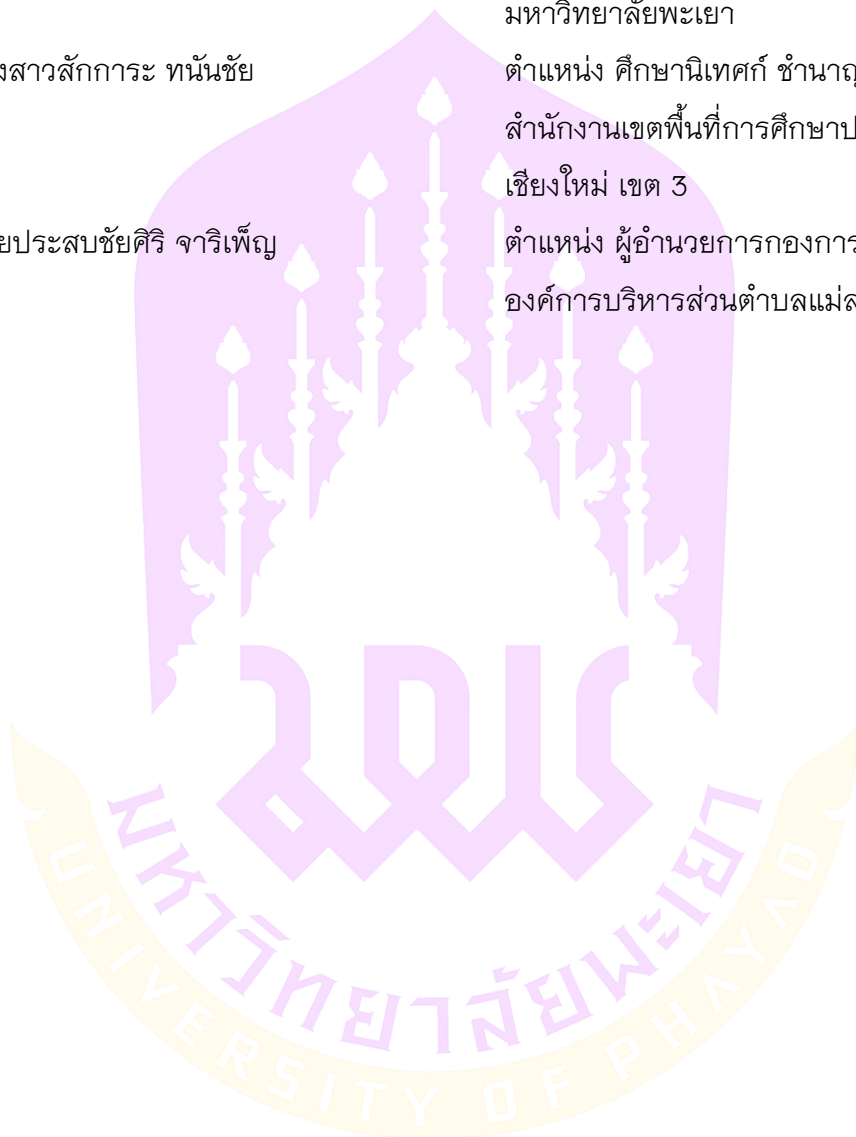 มหาวิทยาลัยพะเยา
งสาวสักการะ ทนันชัย ตำแหน่ง ศึกษานิเทศก์ ชำนาญ
สำนักงานเขตพื้นที่การศึกษาป
เชียงใหม่ เขต 3
ยประสบชัยศิริ จาริเพ็ญ ตำแหน่ง ผู้อำนวยการกองการ
องค์การบริหารส่วนตำบลแม่ส
มหาวิทยาลัยพะเยา
UNIVERSITY OF PHAYAO